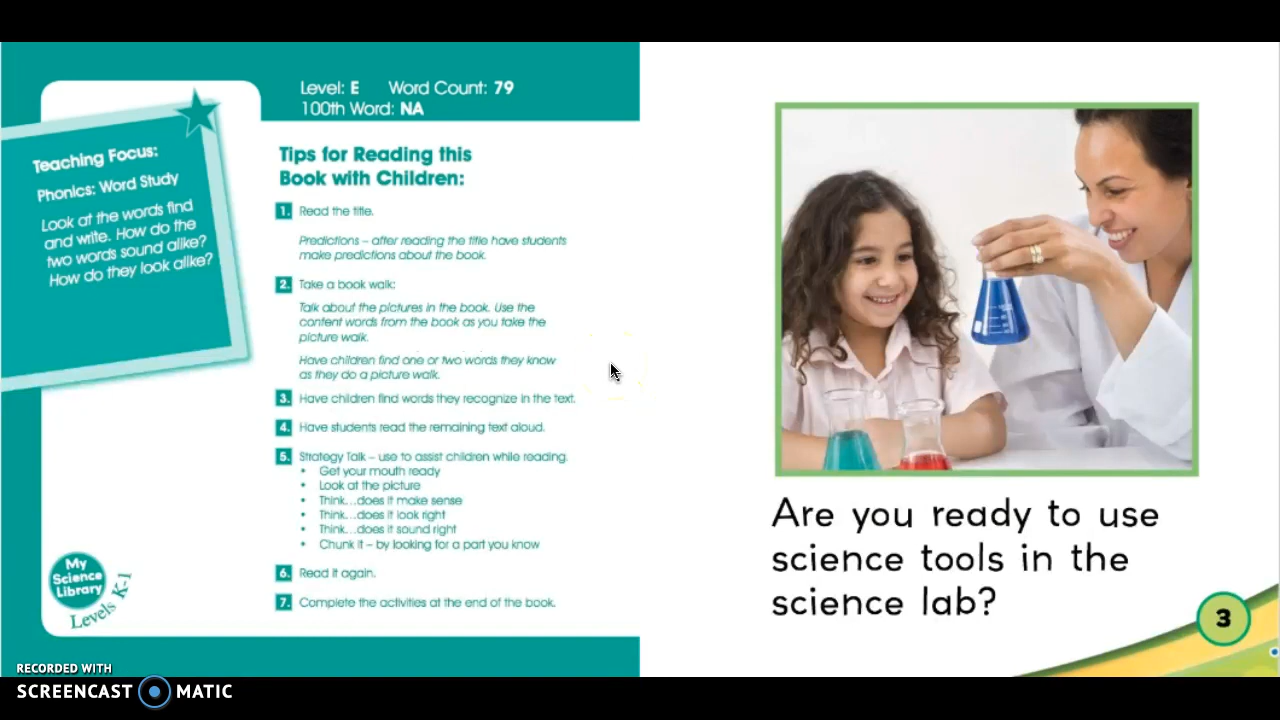 Level: E Word Count: 79
100th Word: NA
Teaching Focus:
Phonics: Word Study
Look at the words find
and write. How do the
two words sound alike?
How do they look alike?
Tips for Reading this
Book with Children:
1. Read the title.
Predictions – after reading the title have students
make predictions about the book.
2. Take a book walk:
Talk about the pictures in the book. Use the
content words from the book as you take the
picture walk.
Have children find one or two words they know
as they do a picture walk.
3. Have children find words they recognize in the text.
4. Have students read the remaining text aloud.
5. Strategy Talk – use to assist children while reading.
• Get your mouth ready
• Look at the picture
• Think...does it make sense
• Think...does it look right
• Think...does it sound right
• Chunk it – by looking for a part you know
6. Read it again.
7. Complete the activities at the end of the book.
My
Science
Library
Levels K-1
Are you ready to use
science tools in the
science lab?
3
RECORDED WITH
SCREENCAST MATIC